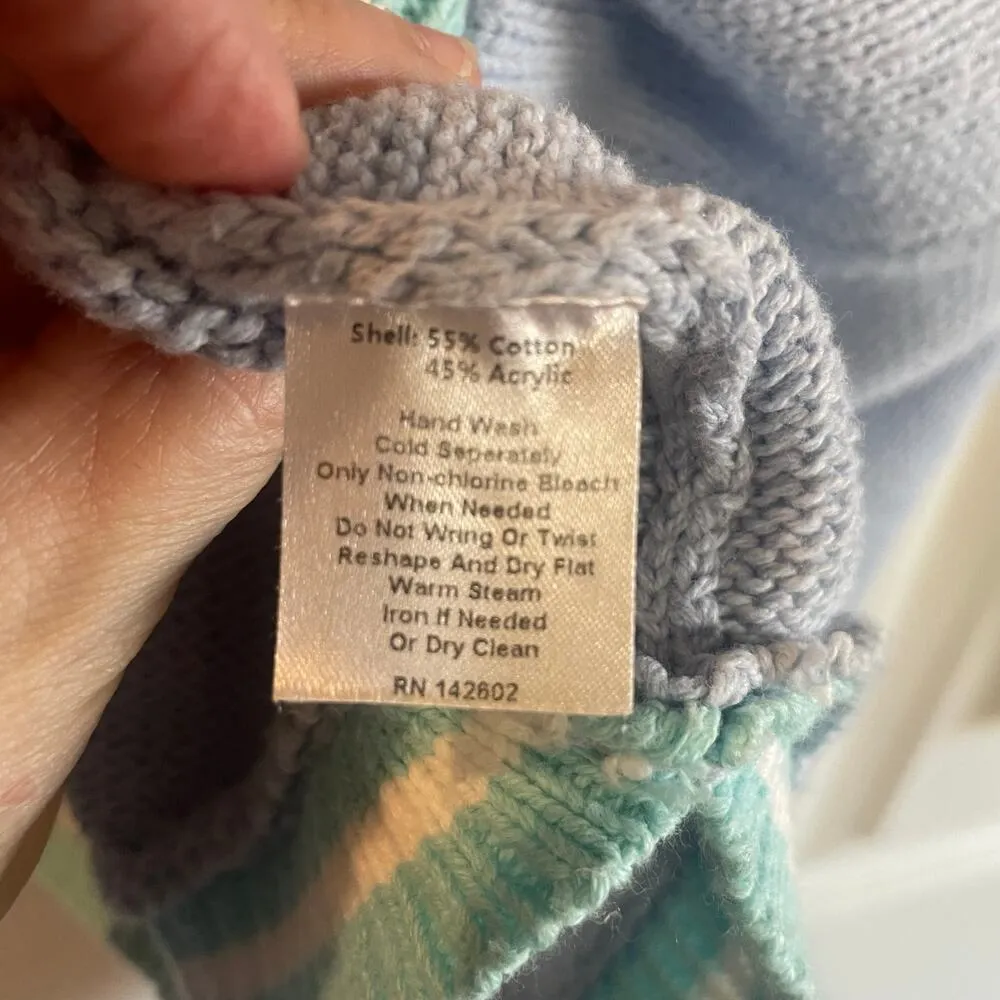 Shell: 55% Cotton
45% Acrylic
Hand Wash
Cold Seperately
Only Non-chlorine Bleach
When Needed
Do Not Wring Or Twist
Reshape And Dry Flat
Warm Steam
Iron If Needed
Or Dry Clean
RN 142602